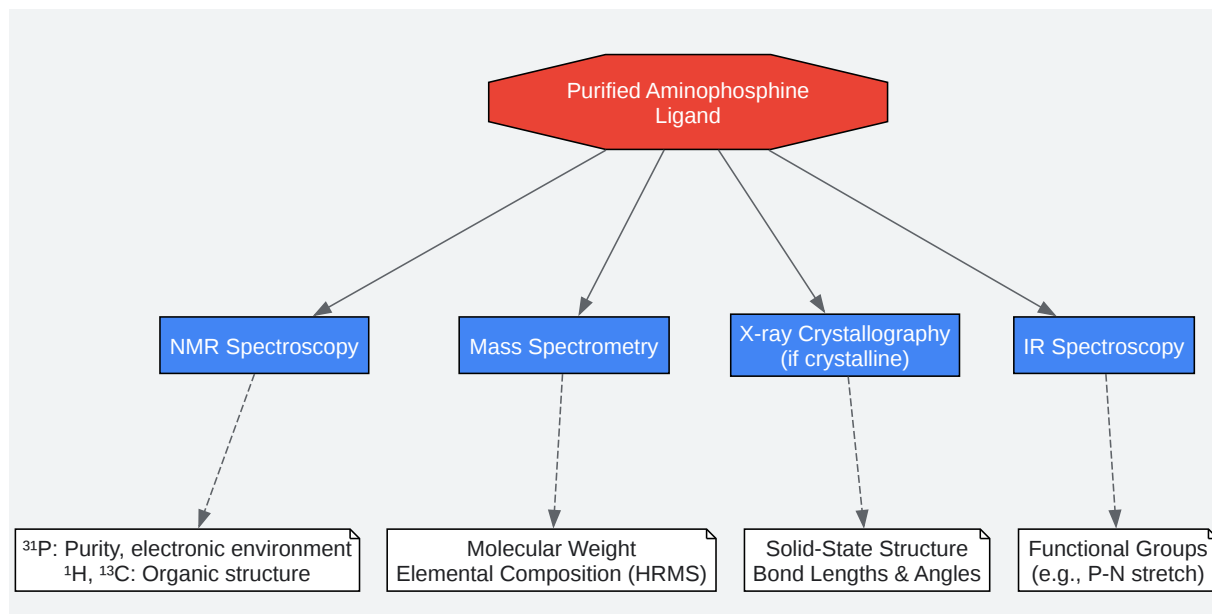 Purified Aminophosphine
Ligand
NMR Spectroscopy
Mass Spectrometry
X-ray Crystallography
(if crystalline)
IR Spectroscopy
³¹P: Purity, electronic environment
¹H, ¹³C: Organic structure
Molecular Weight
Elemental Composition (HRMS)
Solid-State Structure
Bond Lengths & Angles
Functional Groups
(e.g., P-N stretch)